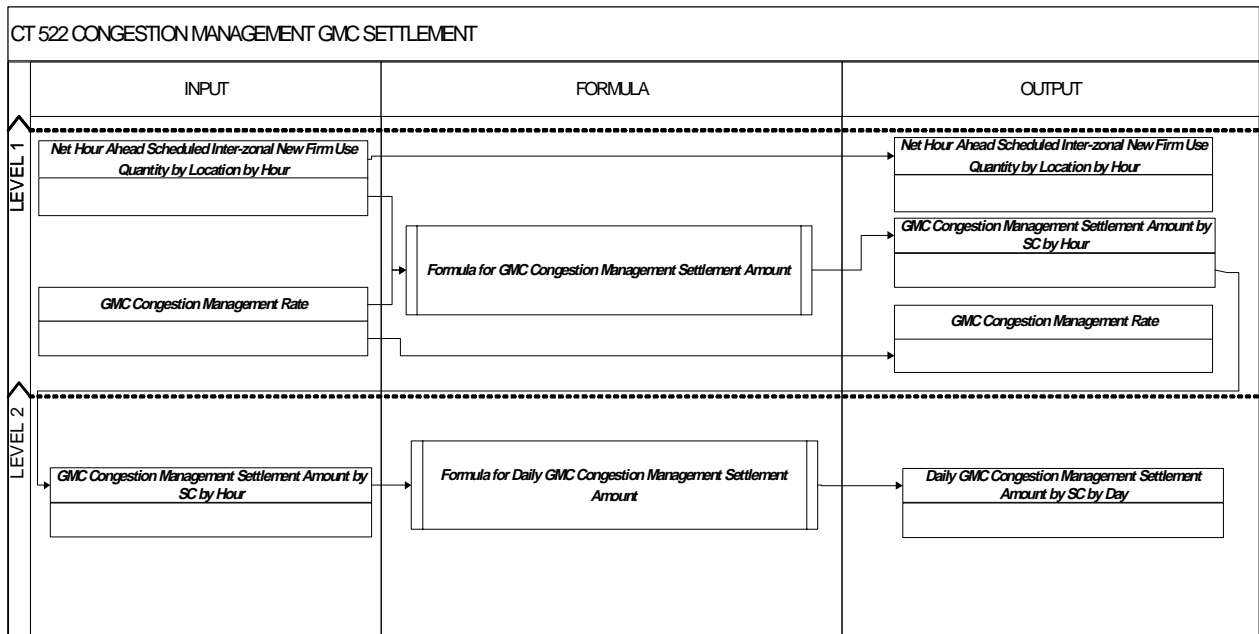 CT 522 CONGESTION MANAGEMENT GMC SETTLEMENT
INPUT
FORMULA
OUTPUT
LEVEL 1
Net Hour Ahead Scheduled Inter-zonal New Firm Use
Quantity by Location by Hour
Net Hour Ahead Scheduled Inter-zonal New Firm Use
Quantity by Location by Hour
Formula for GMC Congestion Management Settlement Amount
GMC Congestion Management Settlement Amount by
SC by Hour
GMC Congestion Management Rate
GMC Congestion Management Rate
LEVEL 2
GMC Congestion Management Settlement Amount by
SC by Hour
Formula for Daily GMC Congestion Management Settlement
Amount
Daily GMC Congestion Management Settlement
Amount by SC by Day